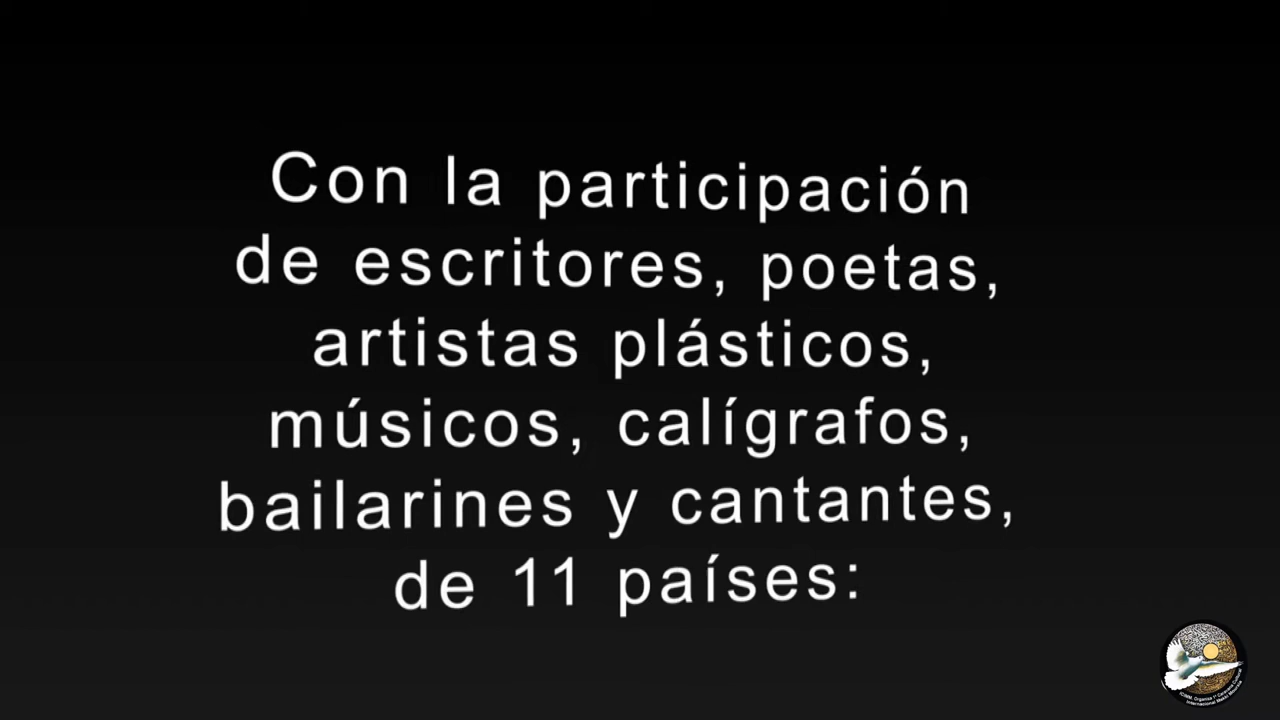 Con la participación
de escritores, poetas,
artistas plásticos,
músicos, calígrafos,
bailarines y cantantes,
de 11 países: